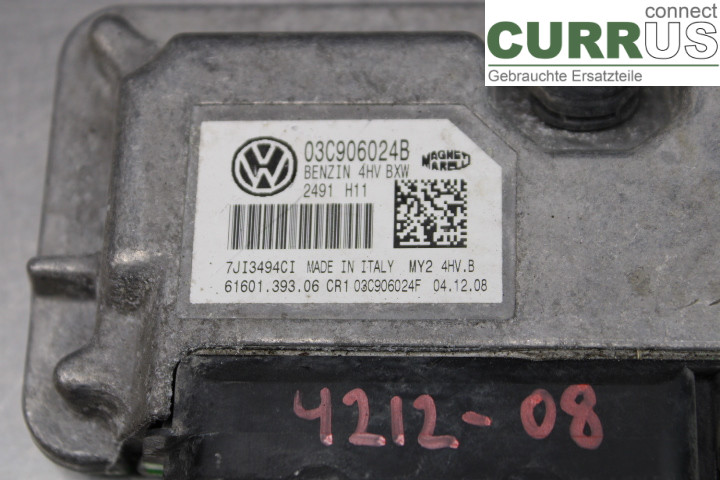 connect
CURRUS
Gebrauchte Ersatzteile
03C906024B
BENZIN 4HV BXW
2491 H11
MAGNETI MARELLI
7JI3494CI MADE IN ITALY MY2 4HV.B
61601.393.06 CR1 03C906024F 04.12.08
4212-08